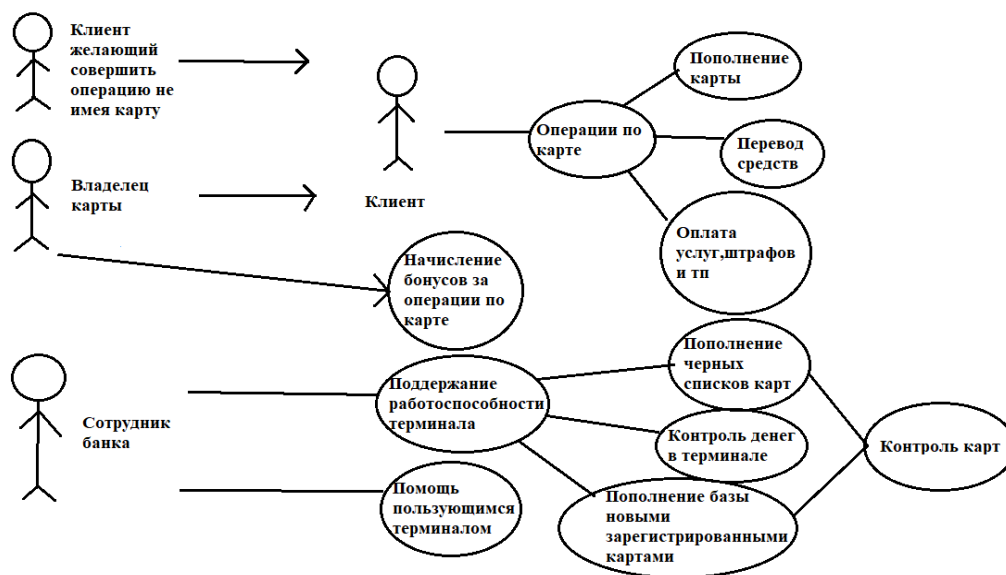 Клиент
желающий
совершить
операцию не
имея карту
Пополнение
карты
Операции по
карте
Перевод
средств
Владелец
карты
Клиент
Оплата
услуг,штрафов
и тп
Начисление
бонусов за
операции по
карте
Пополнение
черных
списков карт
Поддержание
работоспособности
терминала
Сотрудник
банка
Контроль денег
в терминале
Контроль карт
Помощь
пользующимся
терминалом
Пополнение базы
новыми
зарегистрированными
картами